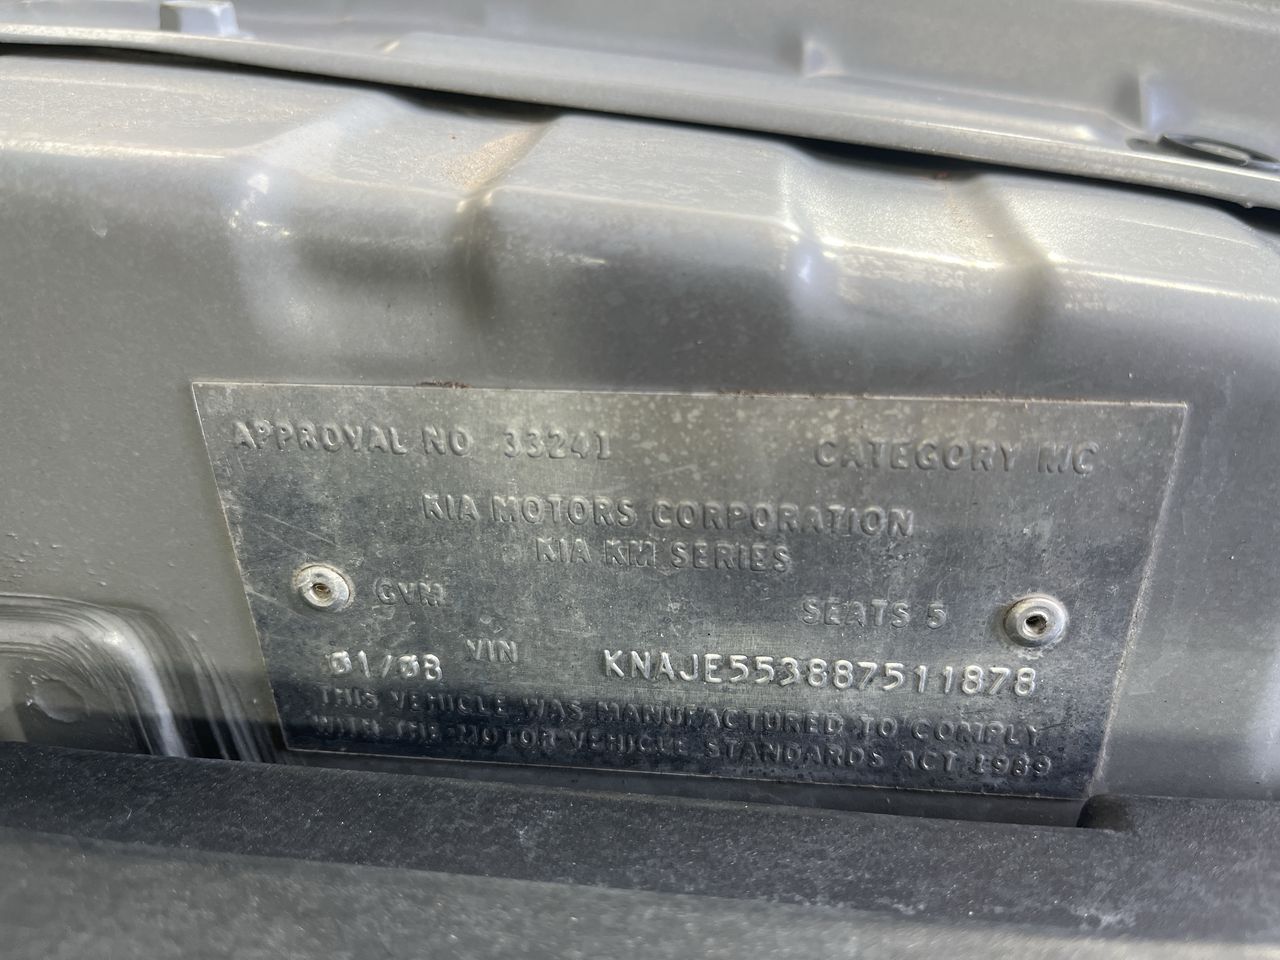 APPROVAL NO 33241 CATEGORY MC
KIA MOTORS CORPORATION
KIA KM SERIES
GVM SEATS 5
01/08 VIN KNAJE553887511878
THIS VEHICLE WAS MANUFACTURED TO COMPLY
WITH THE MOTOR VEHICLE STANDARDS ACT 1989